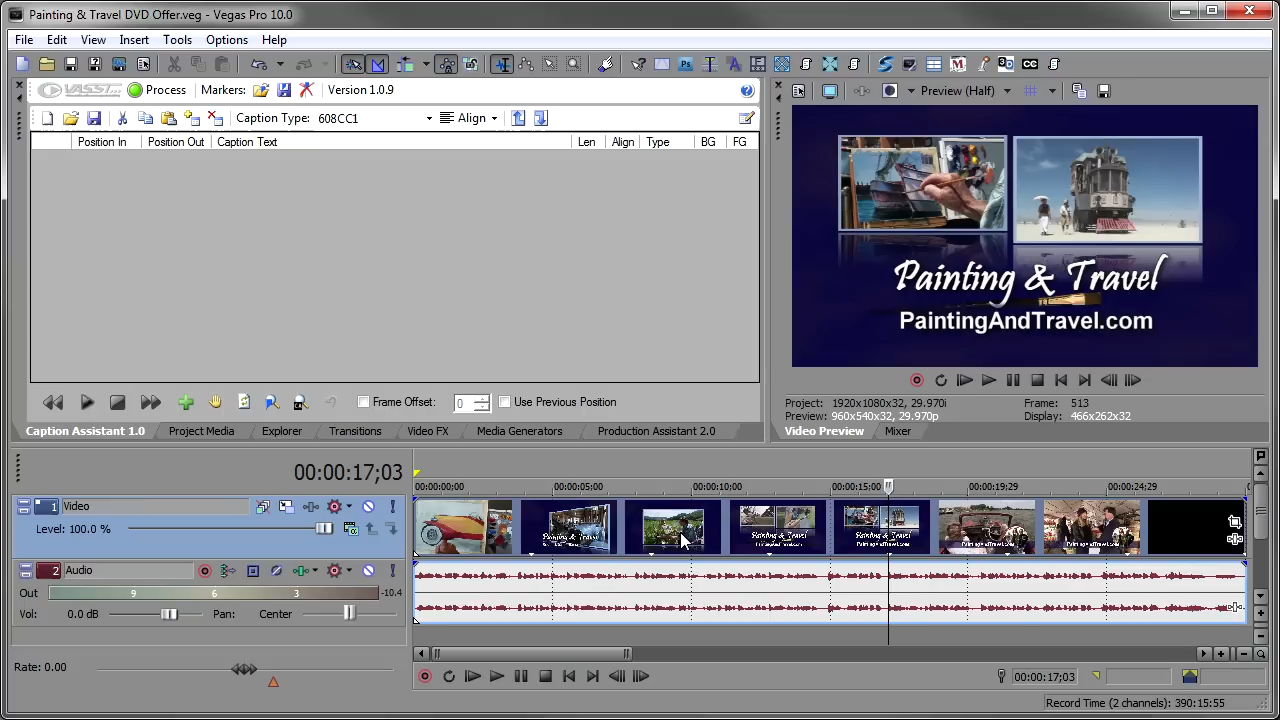 Painting & Travel DVD Offer.veg - Vegas Pro 10.0
File Edit View Insert Tools Options Help
VASST Process Markers: Version 1.0.9
Caption Type: 608CC1 Align
Position In Position Out Caption Text Len Align Type BG FG
Frame Offset: 0 Use Previous Position
Caption Assistant 1.0 Project Media Explorer Transitions Video FX Media Generators Production Assistant 2.0
Preview (Half)
Painting & Travel
PaintingAndTravel.com
Project: 1920x1080x32, 29.970i Frame: 513
Preview: 960x540x32, 29.970p Display: 466x262x32
Video Preview Mixer
00:00:17;03
00:00:00;00 00:00:05;00 00:00:10;00 00:00:15;00 00:00:19;29 00:00:24;29
1 Video
Level: 100.0 %
2 Audio
Out 9 6 3 -10.4
Vol: 0.0 dB Pan: Center
Rate: 0.00
00:00:17;03
Record Time (2 channels): 390:15:55